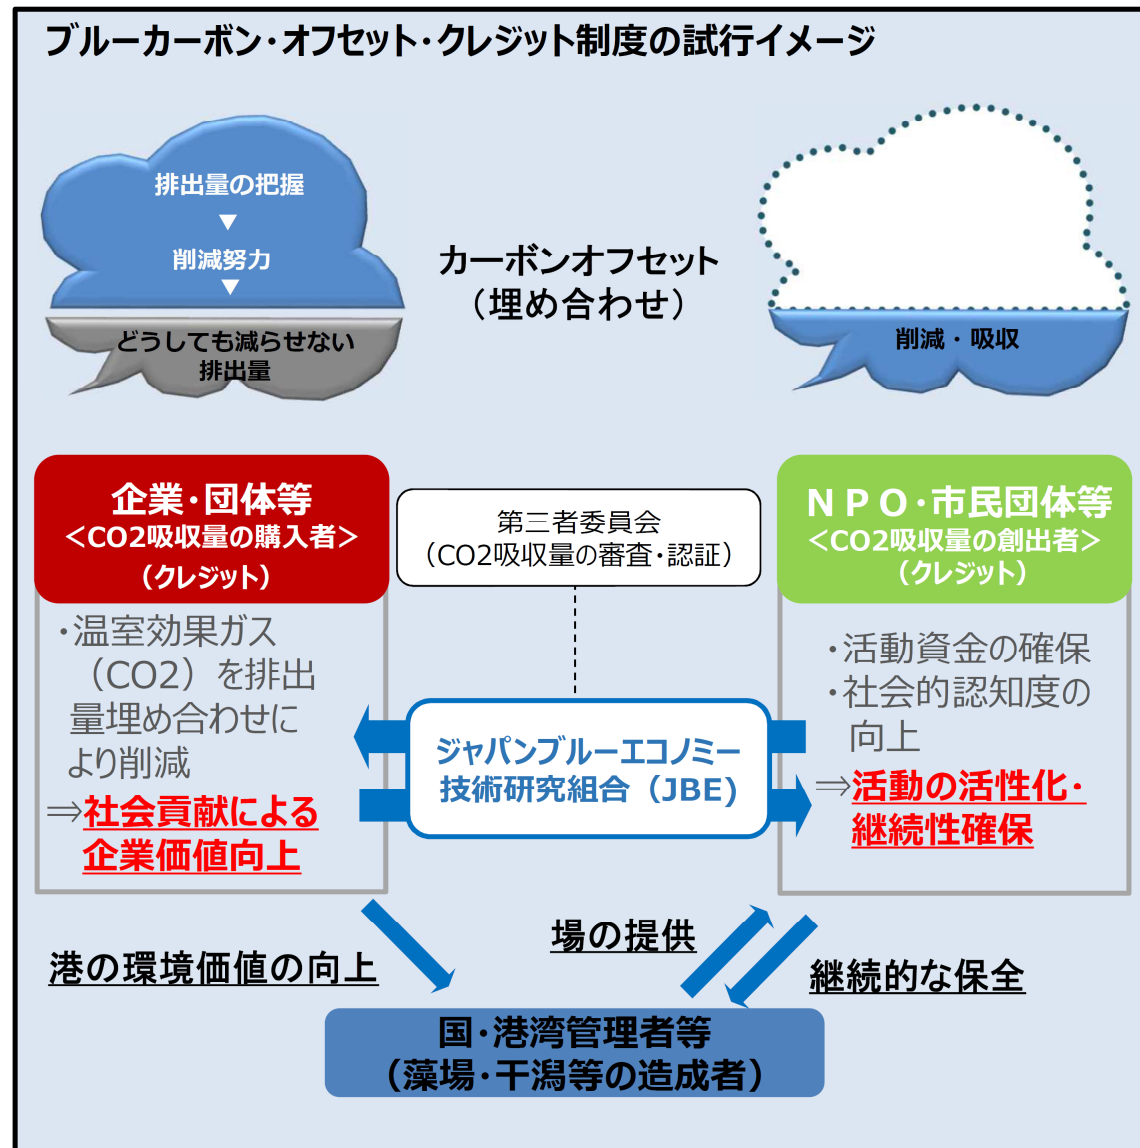 ブルーカーボン・オフセット・クレジット制度の試行イメージ
排出量の把握
▼
削減努力
▼
どうしても減らせない
排出量
カーボンオフセット
（埋め合わせ）
削減・吸収
企業・団体等
＜CO2吸収量の購入者＞
（クレジット）
・温室効果ガス
（CO2）を排出
量埋め合わせに
より削減
⇒社会貢献による
企業価値向上
第三者委員会
（CO2吸収量の審査・認証）
ジャパンブルーエコノミー
技術研究組合（JBE)
ＮＰＯ・市民団体等
＜CO2吸収量の創出者＞
（クレジット）
・活動資金の確保
・社会的認知度の
向上
⇒活動の活性化・
継続性確保
港の環境価値の向上
場の提供
継続的な保全
国・港湾管理者等
（藻場・干潟等の造成者）